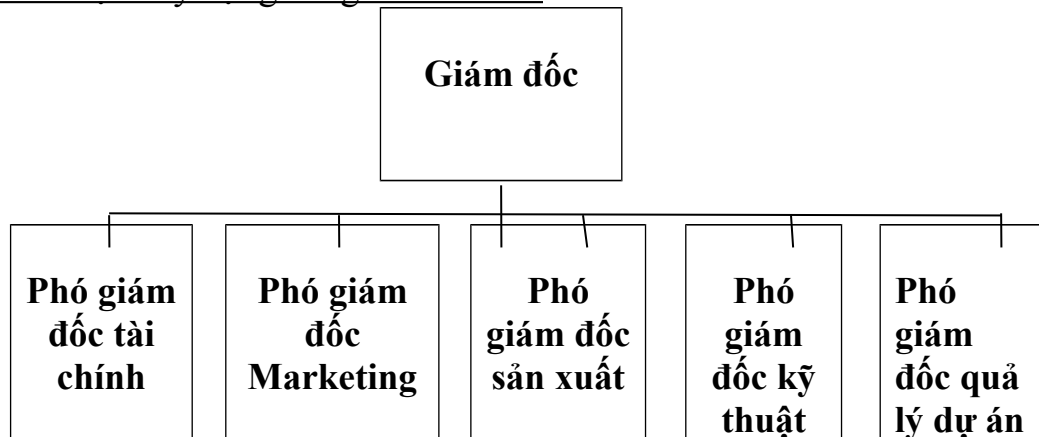 Giám đốc
Phó giám
đốc tài
chính
Phó giám
đốc
Marketing
Phó
giám đốc
sản xuất
Phó
giám
đốc kỹ
thuật
Phó
giám
đốc quả
lý dự án